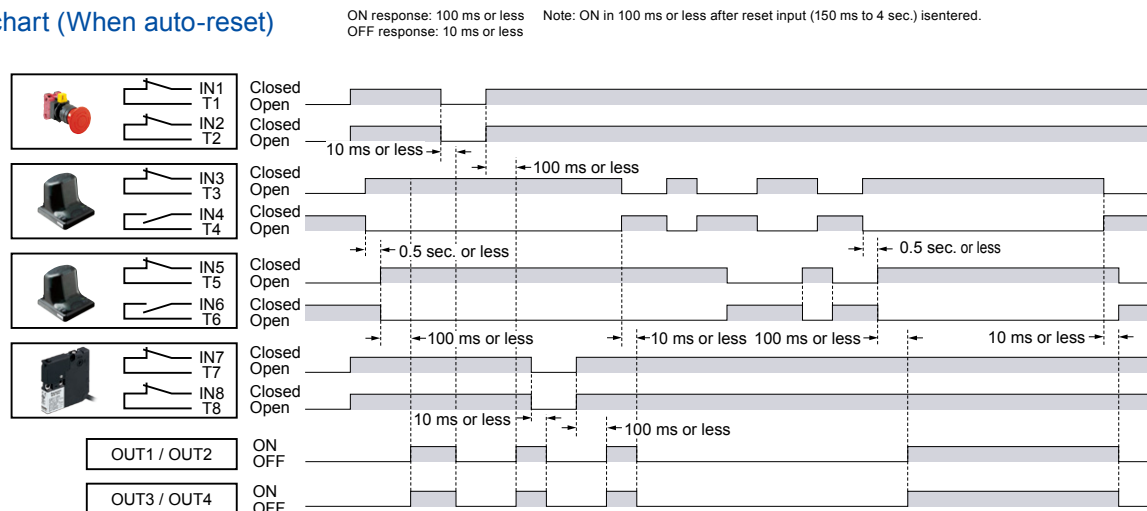 chart (When auto-reset)
ON response: 100 ms or less Note: ON in 100 ms or less after reset input (150 ms to 4 sec.) isentered.
OFF response: 10 ms or less
IN1 Closed
T1 Open
IN2 Closed
T2 Open
10 ms or less
100 ms or less
IN3 Closed
T3 Open
IN4 Closed
T4 Open
0.5 sec. or less
0.5 sec. or less
IN5 Closed
T5 Open
IN6 Closed
T6 Open
100 ms or less
10 ms or less
100 ms or less
10 ms or less
IN7 Closed
T7 Open
IN8 Closed
T8 Open
10 ms or less
100 ms or less
OUT1 / OUT2 ON
OFF
OUT3 / OUT4 ON
OFF